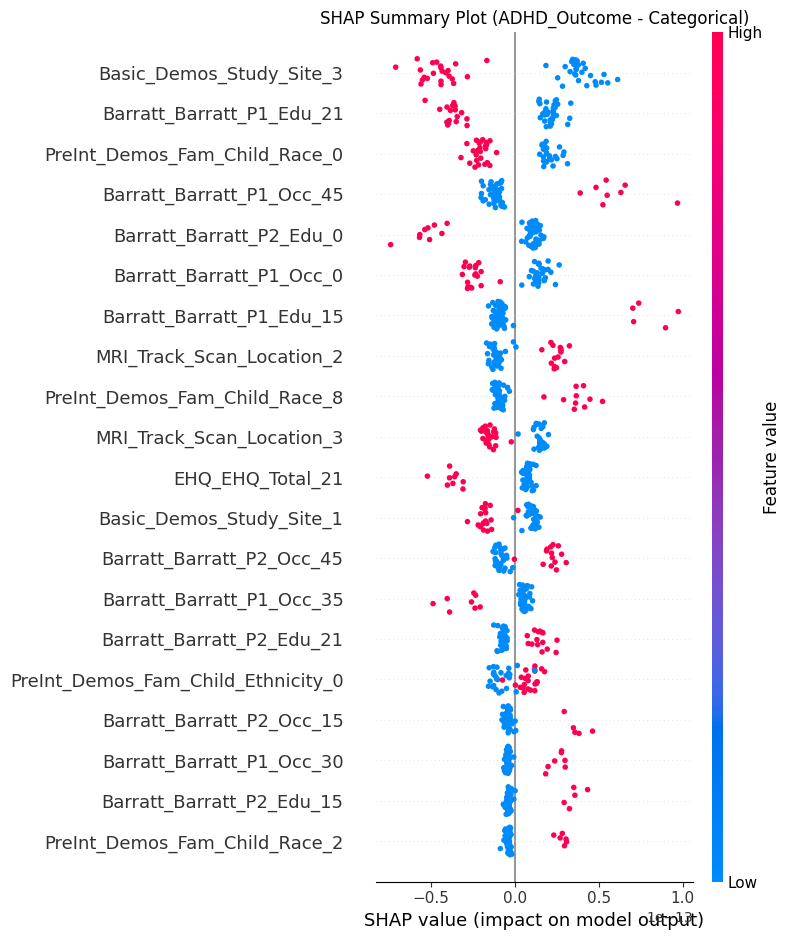 SHAP Summary Plot (ADHD_Outcome - Categorical)
High
Basic_Demos_Study_Site_3
Barratt_Barratt_P1_Edu_21
PreInt_Demos_Fam_Child_Race_0
Barratt_Barratt_P1_Occ_45
Barratt_Barratt_P2_Edu_0
Barratt_Barratt_P1_Occ_0
Barratt_Barratt_P1_Edu_15
MRI_Track_Scan_Location_2
PreInt_Demos_Fam_Child_Race_8
MRI_Track_Scan_Location_3
EHQ_EHQ_Total_21
Basic_Demos_Study_Site_1
Barratt_Barratt_P2_Occ_45
Barratt_Barratt_P1_Occ_35
Barratt_Barratt_P2_Edu_21
PreInt_Demos_Fam_Child_Ethnicity_0
Barratt_Barratt_P2_Occ_15
Barratt_Barratt_P1_Occ_30
Barratt_Barratt_P2_Edu_15
PreInt_Demos_Fam_Child_Race_2
Feature value
Low
−0.5 0.0 0.5 1.0
SHAP value (impact on model output)